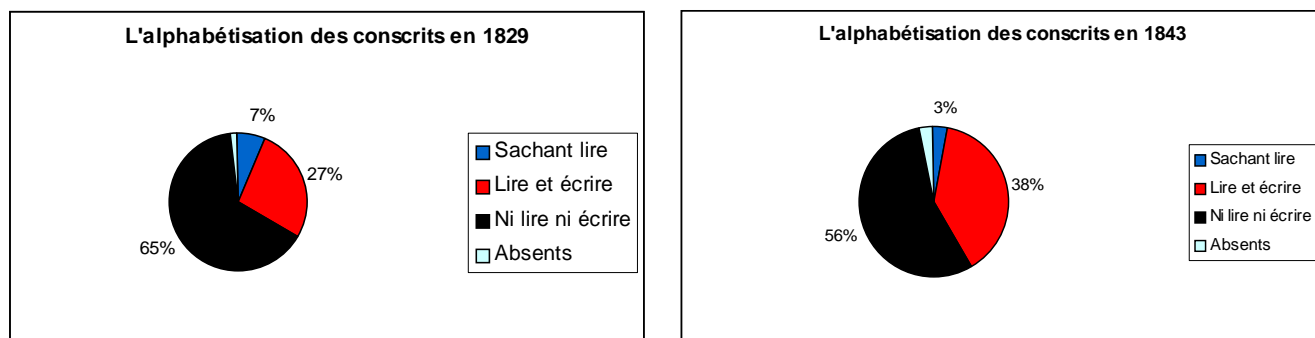 L'alphabétisation des conscrits en 1829
7%
27%
65%
Sachant lire
Lire et écrire
Ni lire ni écrire
Absents
L'alphabétisation des conscrits en 1843
3%
38%
56%
Sachant lire
Lire et écrire
Ni lire ni écrire
Absents